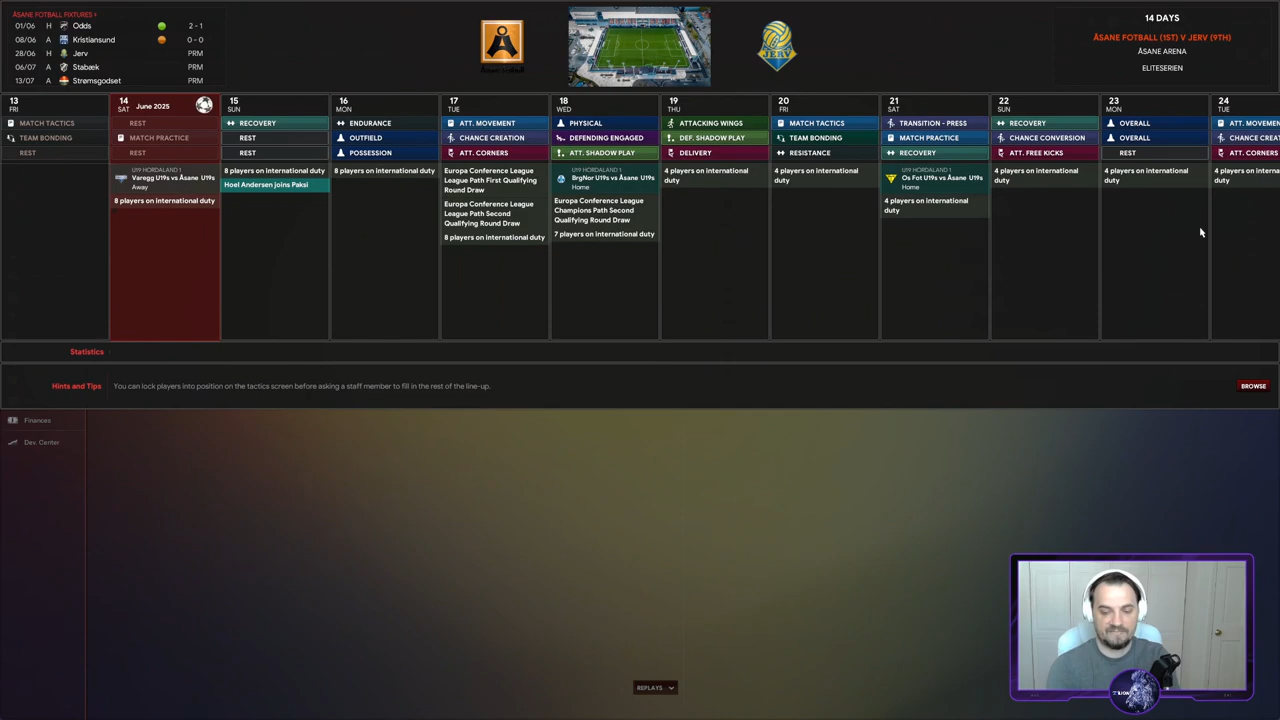 ÅSANE FOTBALL FIXTURES
01/06 H Odds 2 - 1
08/06 A Kristiansund 0 - 0
28/06 H Jerv PRM
06/07 A Stabæk PRM
13/07 A Strømsgodset PRM
Åsane Fotball
JERV
14 DAYS
ÅSANE FOTBALL (1ST) V JERV (9TH)
ÅSANE ARENA
ELITESERIEN
13
FRI
MATCH TACTICS
TEAM BONDING
REST
14
SAT
June 2025
REST
MATCH PRACTICE
REST
U19 HORDALAND 1
Varegg U19s vs Åsane U19s
Away
8 players on international duty
15
SUN
RECOVERY
REST
REST
8 players on international duty
Hoel Andersen joins Paksi
16
MON
ENDURANCE
OUTFIELD
POSSESSION
8 players on international duty
17
TUE
ATT. MOVEMENT
CHANCE CREATION
ATT. CORNERS
Europa Conference League
League Path First Qualifying
Round Draw
Europa Conference League
League Path Second
Qualifying Round Draw
8 players on international duty
18
WED
PHYSICAL
DEFENDING ENGAGED
ATT. SHADOW PLAY
U19 HORDALAND 1
BrgNor U19s vs Åsane U19s
Home
Europa Conference League
Champions Path Second
Qualifying Round Draw
7 players on international duty
19
THU
ATTACKING WINGS
DEF. SHADOW PLAY
DELIVERY
4 players on international
duty
20
FRI
MATCH TACTICS
TEAM BONDING
RESISTANCE
4 players on international
duty
21
SAT
TRANSITION - PRESS
MATCH PRACTICE
RECOVERY
U19 HORDALAND 1
Os Fot U19s vs Åsane U19s
Home
4 players on international
duty
22
SUN
RECOVERY
CHANCE CONVERSION
ATT. FREE KICKS
4 players on international
duty
23
MON
OVERALL
OVERALL
REST
4 players on international
duty
24
TUE
ATT. MOVEM
CHANCE CREA
ATT. CORNERS
4 players on interna
duty
Statistics
Hints and Tips
You can lock players into position on the tactics screen before asking a staff member to fill in the rest of the line-up.
BROWSE
Finances
Dev. Center
REPLAYS